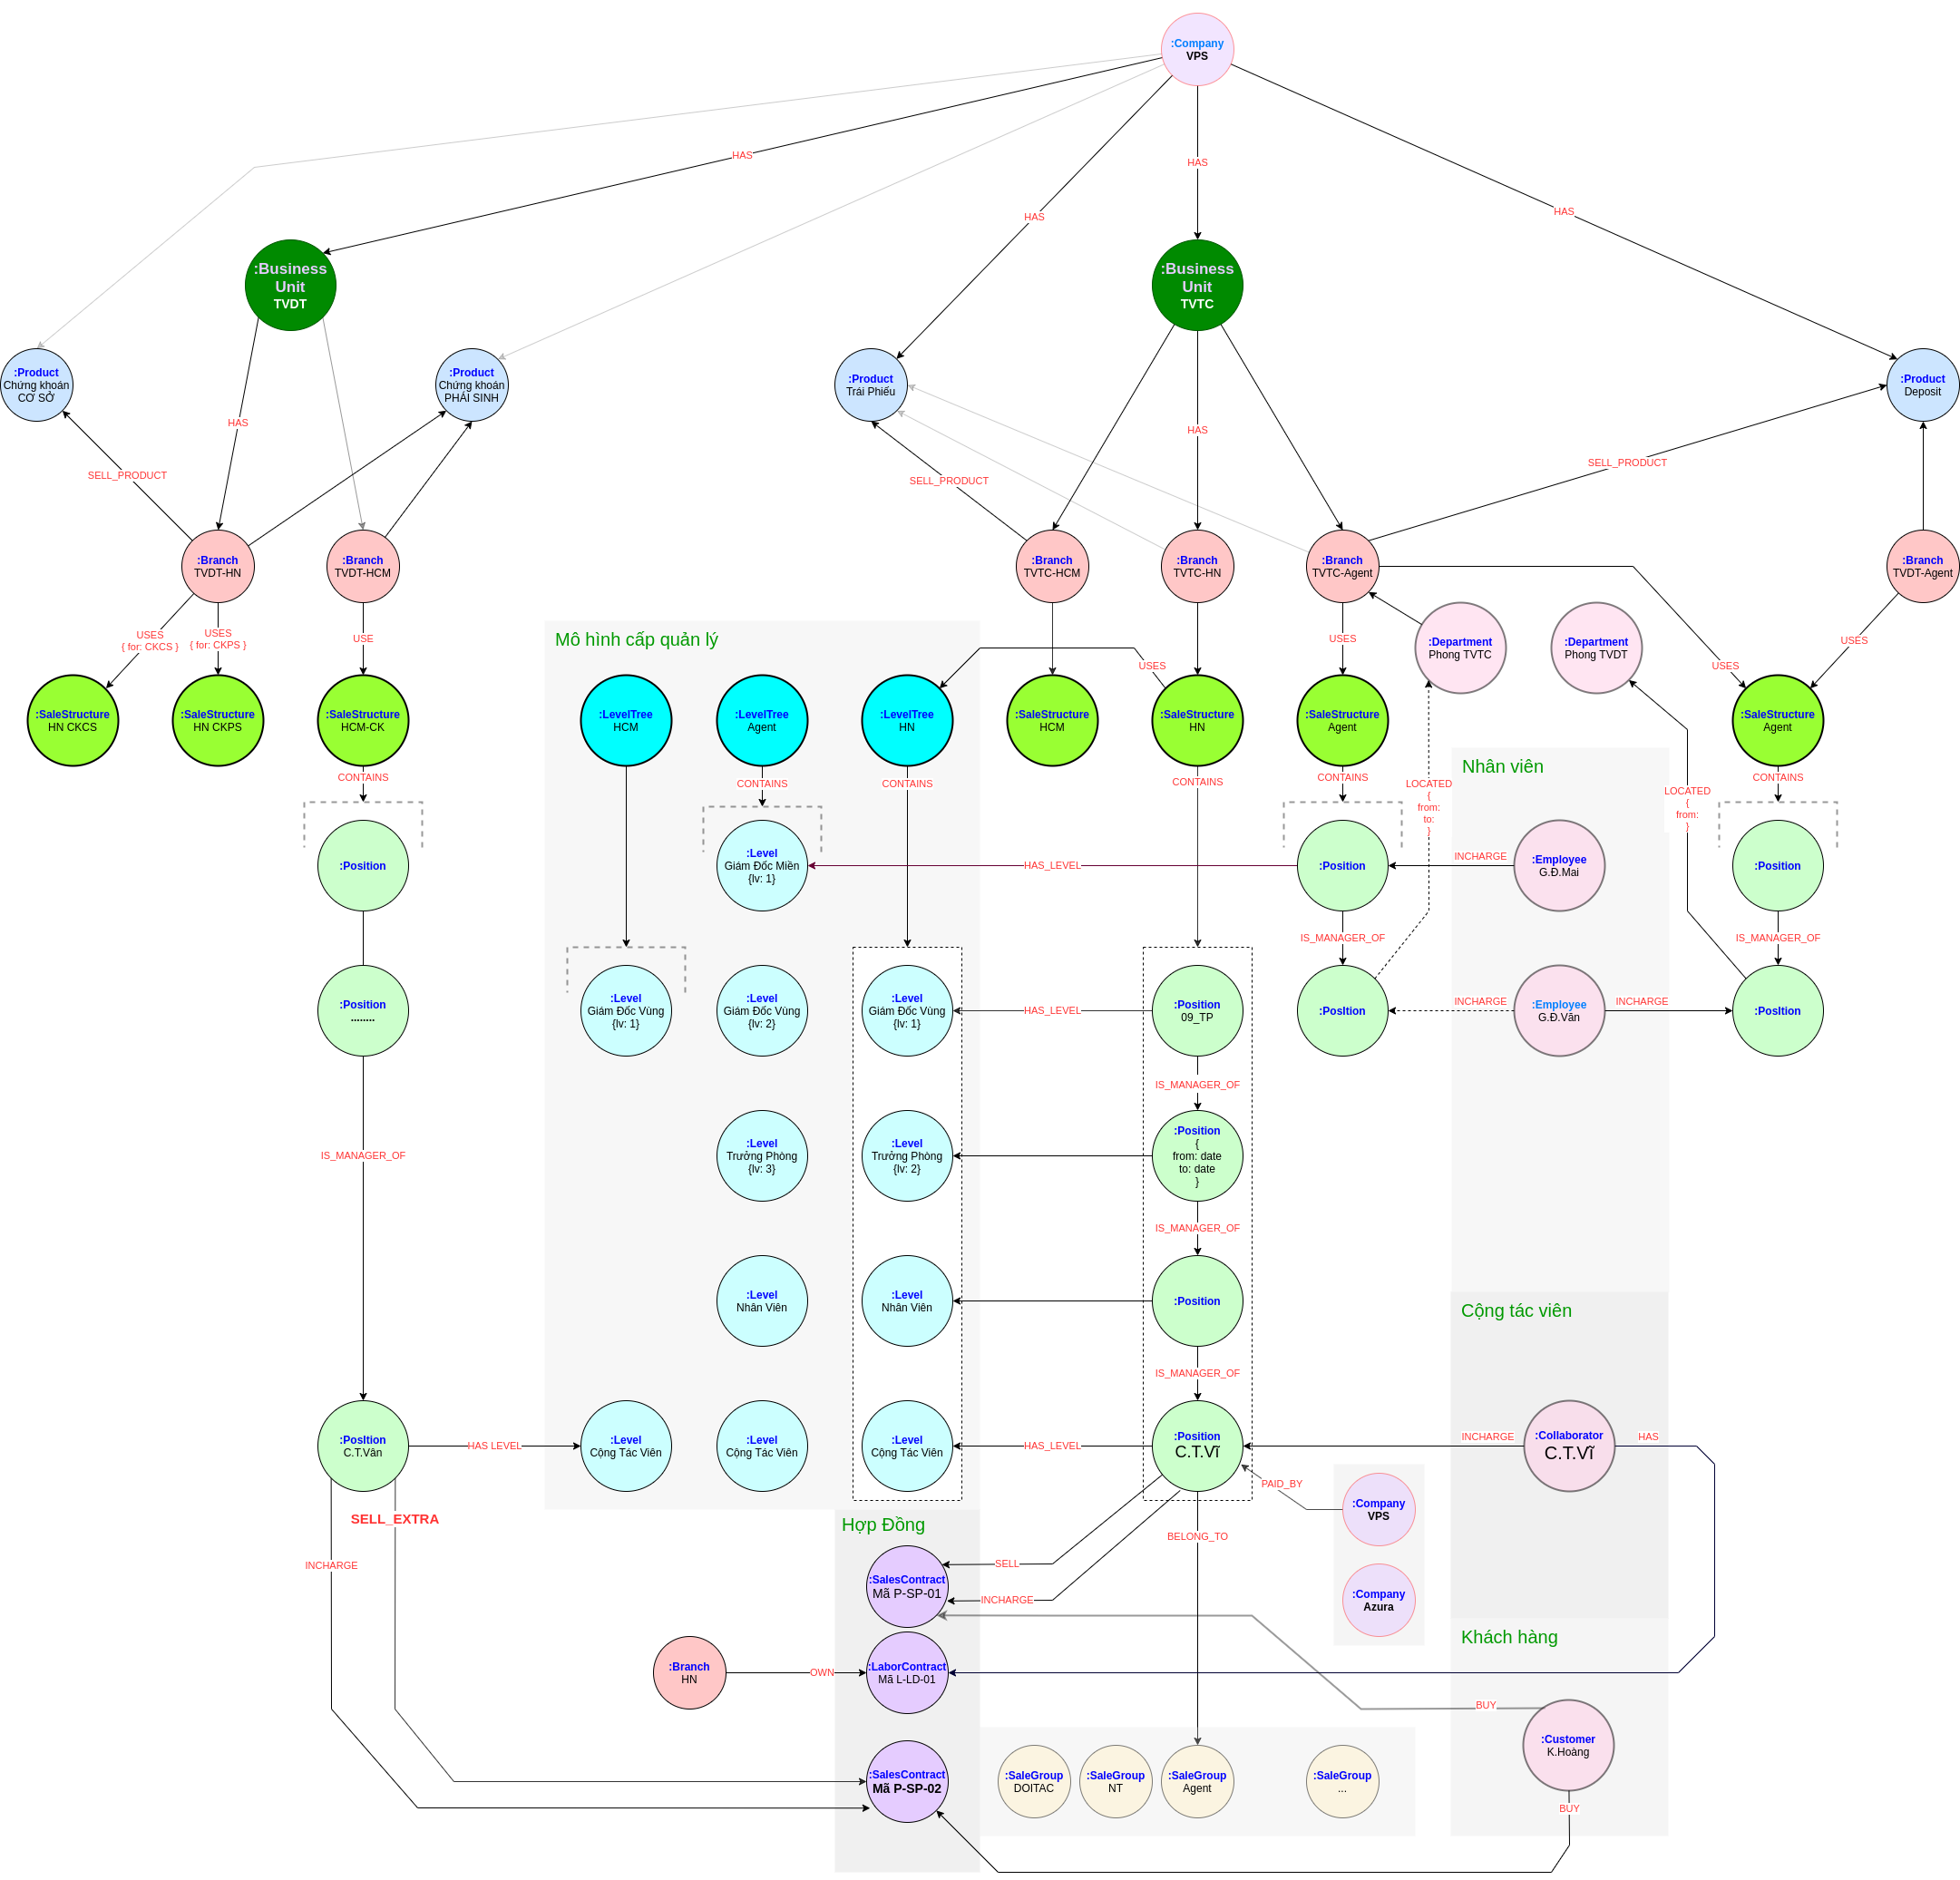 :Company
VPS
HAS
HAS
HAS
HAS
:Business
Unit
TVDT
:Business
Unit
TVTC
:Product
Chứng khoán
CƠ SỞ
:Product
Chứng khoán
PHÁI SINH
:Product
Trái Phiếu
:Product
Deposit
HAS
HAS
SELL_PRODUCT
SELL_PRODUCT
SELL_PRODUCT
:Branch
TVDT-HN
:Branch
TVDT-HCM
:Branch
TVTC-HCM
:Branch
TVTC-HN
:Branch
TVTC-Agent
:Branch
TVDT-Agent
USES
{ for: CKCS }
USES
{ for: CKPS }
USE
Mô hình cấp quản lý
USES
USES
:Department
Phong TVTC
:Department
Phong TVDT
USES
USES
:SaleStructure
HN CKCS
:SaleStructure
HN CKPS
:SaleStructure
HCM-CK
:LevelTree
HCM
:LevelTree
Agent
:LevelTree
HN
:SaleStructure
HCM
:SaleStructure
HN
:SaleStructure
Agent
:SaleStructure
Agent
CONTAINS
CONTAINS
CONTAINS
CONTAINS
CONTAINS
CONTAINS
Nhân viên
LOCATED
{
from:
to:
}
LOCATED
{
from:
}
:Position
:Level
Giám Đốc Miền
{lv: 1}
HAS_LEVEL
:Position
INCHARGE
:Employee
G.Đ.Mai
:Position
IS_MANAGER_OF
IS_MANAGER_OF
:Position
........
:Level
Giám Đốc Vùng
{lv: 1}
:Level
Giám Đốc Vùng
{lv: 2}
:Level
Giám Đốc Vùng
{lv: 1}
HAS_LEVEL
:Position
09_TP
:PosItion
INCHARGE
:Employee
G.Đ.Văn
INCHARGE
:PosItion
IS_MANAGER_OF
IS_MANAGER_OF
:Level
Trưởng Phòng
{lv: 3}
:Level
Trưởng Phòng
{lv: 2}
:Position
{
from: date
to: date
}
IS_MANAGER_OF
:Level
Nhân Viên
:Level
Nhân Viên
:Position
Cộng tác viên
IS_MANAGER_OF
:PosItion
C.T.Vân
HAS LEVEL
:Level
Cộng Tác Viên
:Level
Cộng Tác Viên
:Level
Cộng Tác Viên
HAS_LEVEL
:Position
C.T.Vĩ
INCHARGE
:Collaborator
C.T.Vĩ
HAS
PAID_BY
:Company
VPS
SELL_EXTRA
Hợp Đồng
BELONG_TO
INCHARGE
SELL
:SalesContract
Mã P-SP-01
INCHARGE
:Company
Azura
Khách hàng
:Branch
HN
OWN
:LaborContract
Mã L-LD-01
BUY
:Customer
K.Hoàng
:SalesContract
Mã P-SP-02
:SaleGroup
DOITAC
:SaleGroup
NT
:SaleGroup
Agent
:SaleGroup
...
BUY